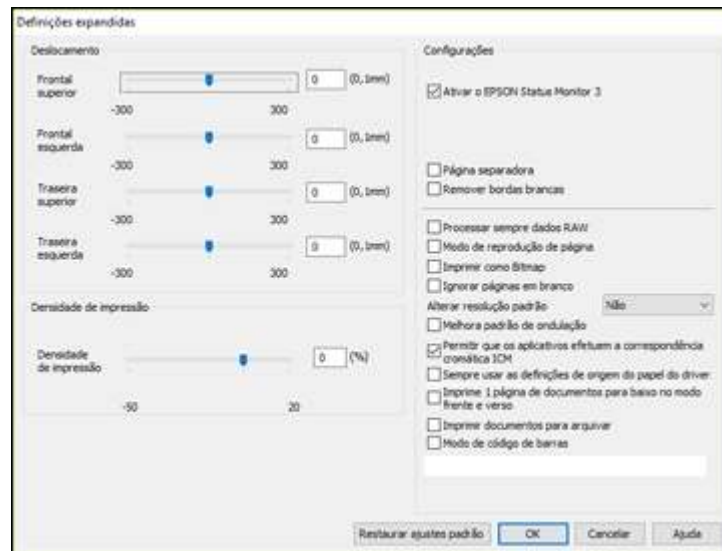 Definições expandidas
Deslocamento
Frontal
superior
0
(0,1mm)
-300
300
Frontal
esquerda
0
(0,1mm)
-300
300
Traseira
superior
0
(0,1mm)
-300
300
Traseira
esquerda
0
(0,1mm)
-300
300
Densidade de impressão
Densidade
de impressão
0
(%)
-50
20
Configurações
Ativar o EPSON Status Monitor 3
Página separadora
Remover bordas brancas
Processar sempre dados RAW
Modo de reprodução de página
Imprimir como Bitmap
Ignorar páginas em branco
Alterar resolução padrão
Não
Melhora padrão de ondulação
Permitir que os aplicativos efetuem a correspondência
cromática ICM
Sempre usar as definições de origem do papel do driver
Imprime 1 página de documentos para baixo no modo
frente e verso
Imprimir documentos para arquivar
Modo de código de barras
Restaurar ajustes padrão
OK
Cancelar
Ajuda